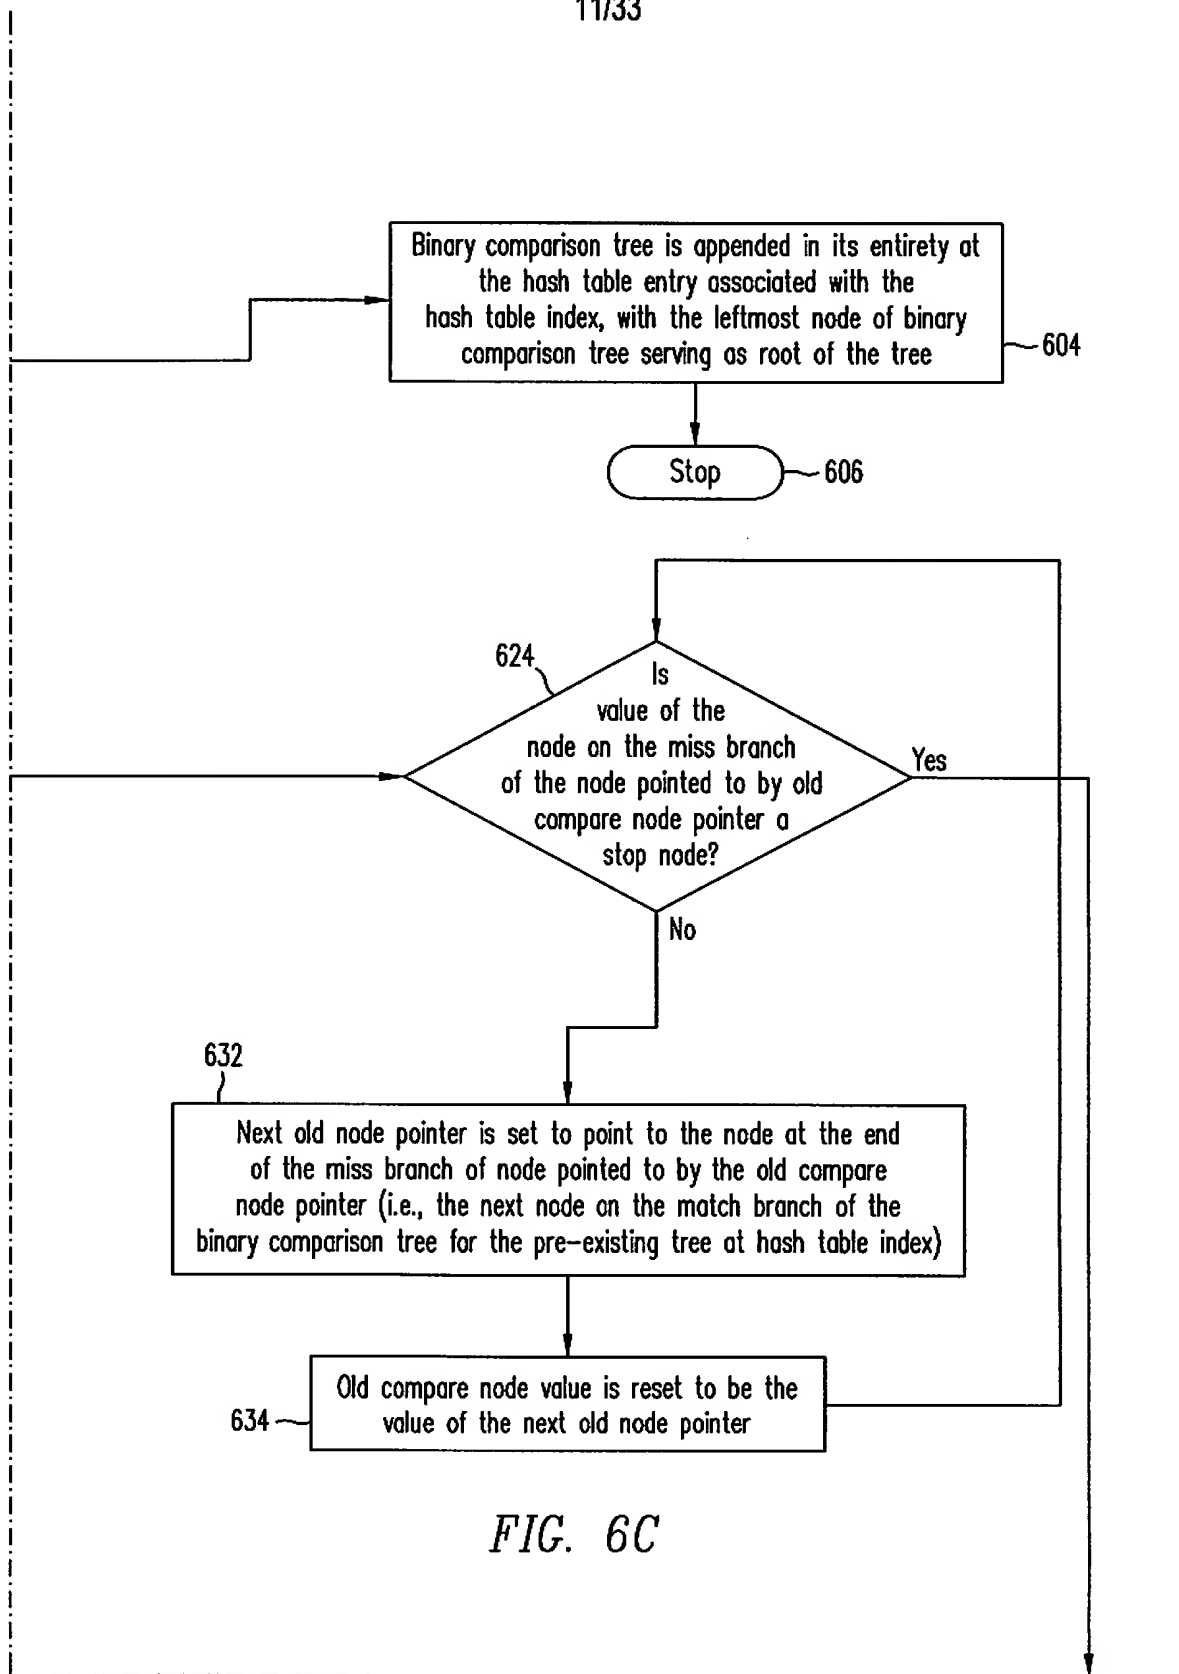 11/33
Binary comparison tree is appended in its entirety at
the hash table entry associated with the
hash table index, with the leftmost node of binary
comparison tree serving as root of the tree
604
Stop
606
624
Is
value of the
node on the miss branch
of the node pointed to by old
compare node pointer a
stop node?
Yes
No
632
Next old node pointer is set to point to the node at the end
of the miss branch of node pointed to by the old compare
node pointer (i.e., the next node on the match branch of the
binary comparison tree for the pre-existing tree at hash table index)
Old compare node value is reset to be the
value of the next old node pointer
634
FIG. 6C